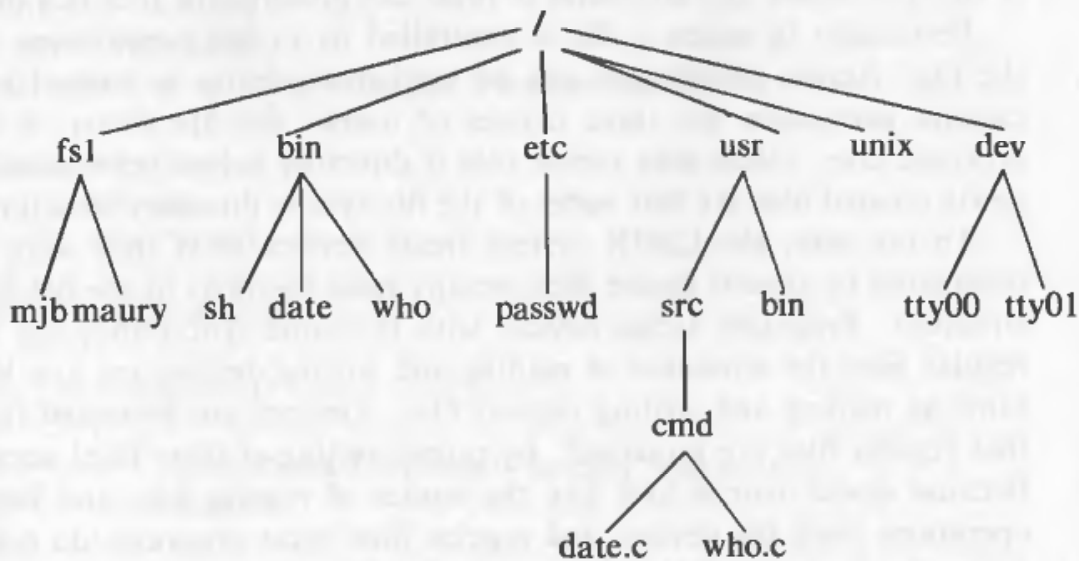 /
fs1 bin etc usr unix dev
mjb maury sh date who passwd src bin tty00 tty01
cmd
date.c who.c